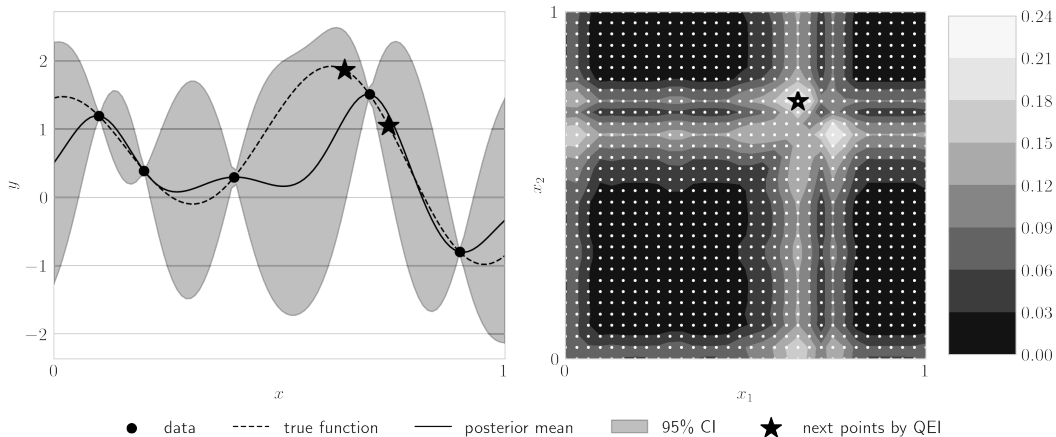 2
1
0
−1
−2
y
0
1
x
1
0
x2
0
1
x1
0.24
0.21
0.18
0.15
0.12
0.09
0.06
0.03
0.00
data
true function
posterior mean
95% CI
next points by QEI